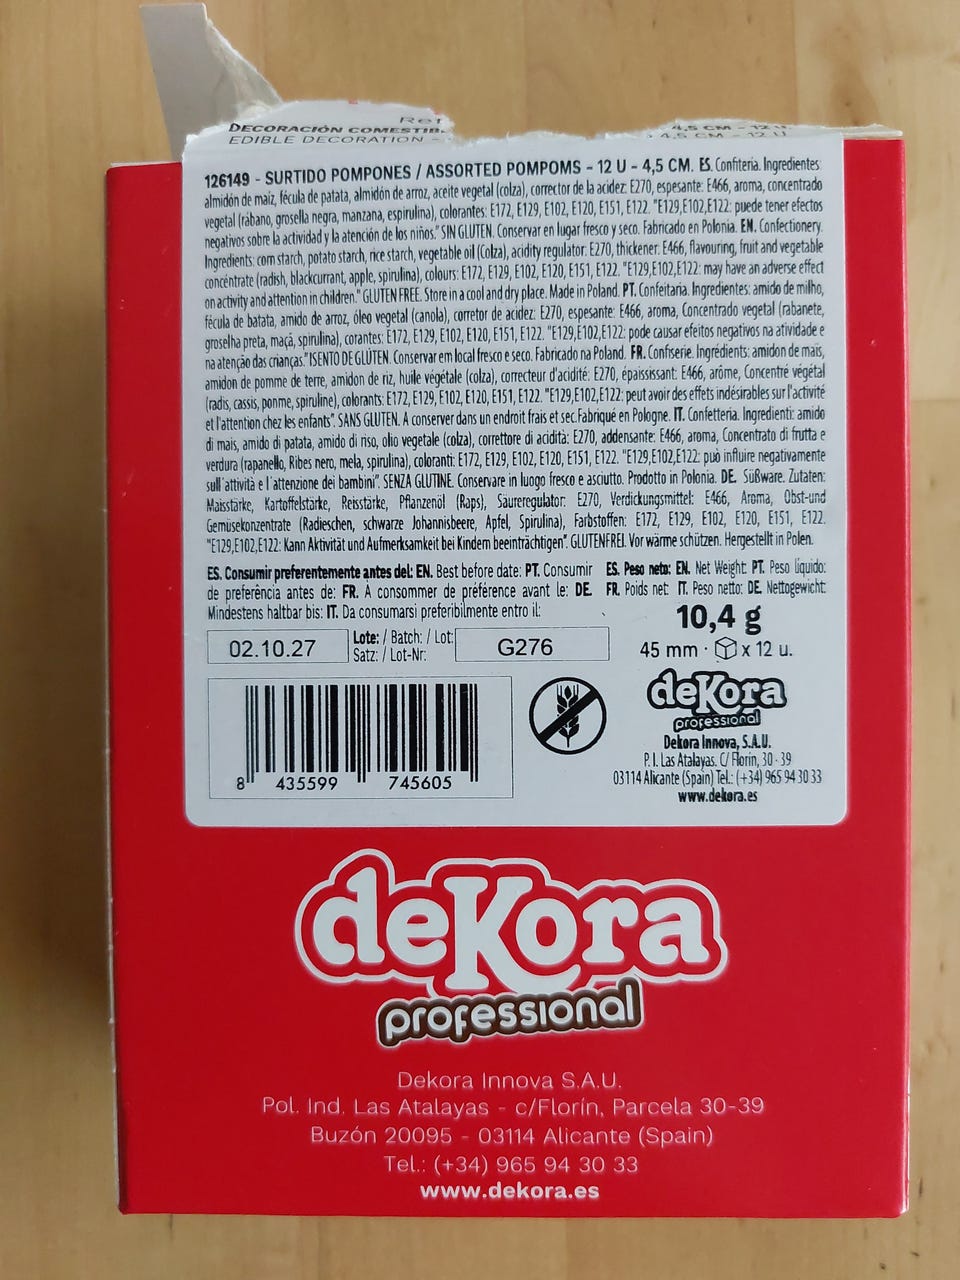 Ref
DECORACIÓN COMESTIB
EDIBLE DECORATION -
4,5 CM - 12 U
4,5 CM - 12 U.
126149 - SURTIDO POMPONES / ASSORTED POMPOMS - 12 U - 4,5 CM. ES. Confiteria. Ingredientes:
almidón de maíz, fécula de patata, almidón de arroz, aceite vegetal (colza), corrector de la acidez: E270, espesante: E466, aroma, concentrado
vegetal (rábano, grosella negra, manzana, espirulina), colorantes: E172, E129, E102, E120, E151, E122. "E129,E102,E122: puede tener efectos
negativos sobre la actividad y la atención de los niños." SIN GLUTEN. Conservar en lugar fresco y seco. Fabricado en Polonia. EN. Confectionery.
Ingredients: corn starch, potato starch, rice starch, vegetable oil (Colza), acidity regulator: E270, thickener: E466, flavouring, fruit and vegetable
concéntrate (radish, blackcurrant, apple, spirulina), colours: E172, E129, E102, E120, E151, E122. "E129,E102,E122: may have an adverse effect
on activity and attention in children." GLUTEN FREE. Store in a cool and dry place. Made in Poland. PT. Confeitaria. Ingredientes: amido de milho,
fécula de batata, amido de arroz, óleo vegetal (canola), corretor de acidez: E270, espesante: E466, aroma, Concentrado vegetal (rabanete,
groselha preta, maçã, spirulina), corantes: E172, E129, E102, E120, E151, E122. "E129,E102,E122: pode causar efeitos negativos na atividade e
na atenção das crianças." ISENTO DE GLÚTEN. Conservar em local fresco e seco. Fabricado na Poland. FR. Confiserie. Ingrédients: amidon de maïs,
amidon de pomme de terre, amidon de riz, huile végétale (colza), correcteur d'acidité: E270, épaississant: E466, arôme, Concentré végétal
(radis, cassis, ponme, spiruline), colorants: E172, E129, E102, E120, E151, E122. "E129,E102,E122: peut avoir des effets indésirables sur l'activité
et l'attention chez les enfants". SANS GLUTEN. A conserver dans un endroit frais et sec.Fabriqué en Pologne. IT. Confetteria. Ingredienti: amido
di mais, amido di patata, amido di riso, olio vegetale (colza), correttore di acidità: E270, addensante: E466, aroma, Concentrato di frutta e
verdura (rapanello, Ribes nero, mela, spirulina), coloranti: E172, E129, E102, E120, E151, E122. "E129,E102,E122: può influire negativamente
sull´attività e l´attenzione dei bambini". SENZA GLUTINE. Conservare in luogo fresco e asciutto. Prodotto in Polonia. DE. Süßware. Zutaten:
Maisstärke, Kartoffelstärke, Reisstärke, Pflanzenöl (Raps), Säureregulator: E270, Verdickungsmittel: E466, Aroma, Obst-und
Gemüsekonzentrate (Radieschen, schwarze Johannisbeere, Apfel, Spirulina), Farbstoffen: E172, E129, E102, E120, E151, E122.
"E129,E102,E122: Kann Aktivität und Aufmerksamkeit bei Kindern beeinträchtigen". GLUTENFREI. Vor wärme schützen. Hergestellt in Polen.
ES. Consumir preferentemente antes del: EN. Best before date: PT. Consumir
de preferência antes de: FR. A consommer de préférence avant le: DE.
Mindestens haltbar bis: IT. Da consumarsi preferibilmente entro il:
ES. Peso neto: EN. Net Weight: PT. Peso líquido:
FR. Poids net: IT. Peso netto: DE. Nettogewicht:
10,4 g
45 mm · x 12 u.
02.10.27
Lote: / Batch: / Lot:
Satz: / Lot-Nr:
G276
8 435599 745605
deKora
professional
Dekora Innova, S.A.U.
P. I. Las Atalayas. C/ Florín, 30 - 39
03114 Alicante (Spain) Tel.: (+34) 965 94 30 33
www.dekora.es
deKora
professional
Dekora Innova S.A.U.
Pol. Ind. Las Atalayas - c/Florín, Parcela 30-39
Buzón 20095 - 03114 Alicante (Spain)
Tel.: (+34) 965 94 30 33
www.dekora.es